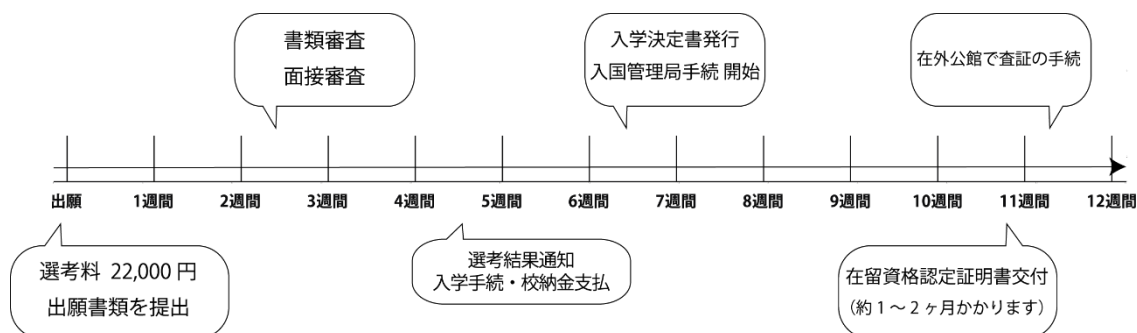 書類審査
面接審査
入学決定書発行
入国管理局手続 開始
在外公館で査証の手続
出願
1週間
2週間
3週間
4週間
5週間
6週間
7週間
8週間
9週間
10週間
11週間
12週間
選考料 22,000 円
出願書類を提出
選考結果通知
入学手続・校納金支払
在留資格認定証明書交付
(約 1 〜 2 ヶ月かかります)